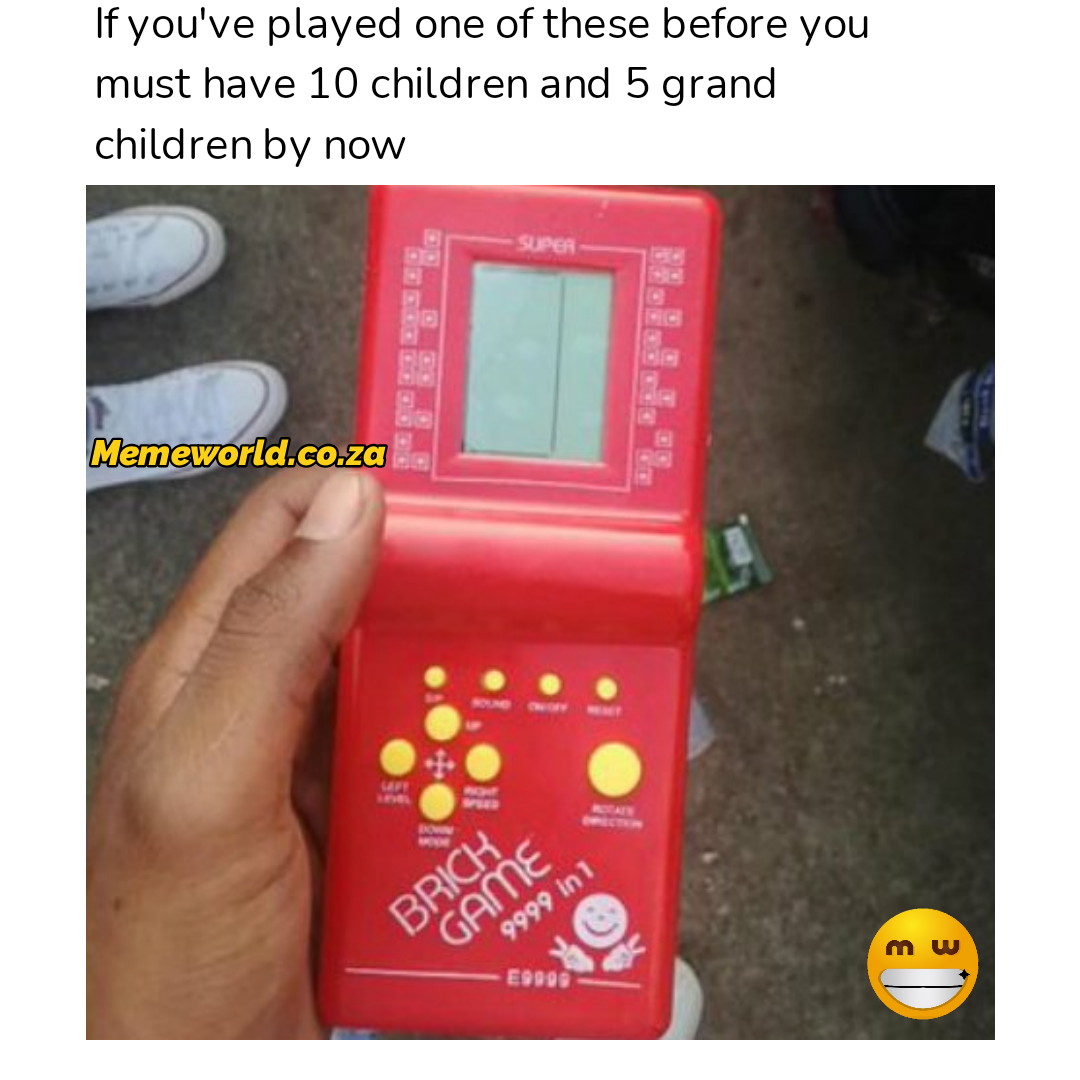 If you've played one of these before you
must have 10 children and 5 grand
children by now
SUPER
Memeworld.co.za
S/P
SOUND
ON/OFF
RESET
UP
LEFT
LEVEL
RIGHT
SPEED
ROTATE
DIRECTION
DOWN
MODE
BRICK
GAME
9999 in 1
E9999
m w